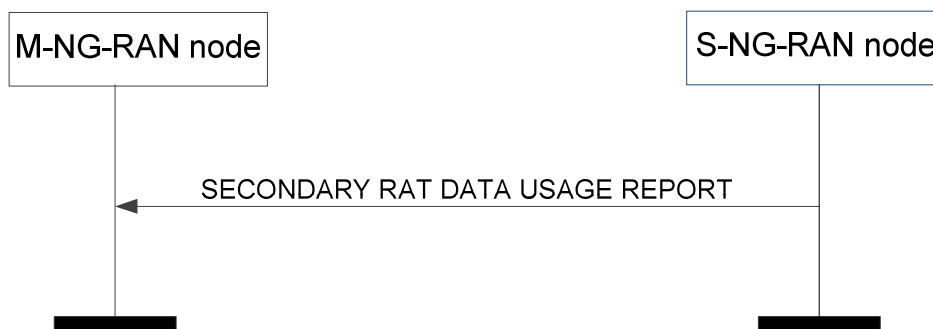 M-NG-RAN node
S-NG-RAN node
SECONDARY RAT DATA USAGE REPORT